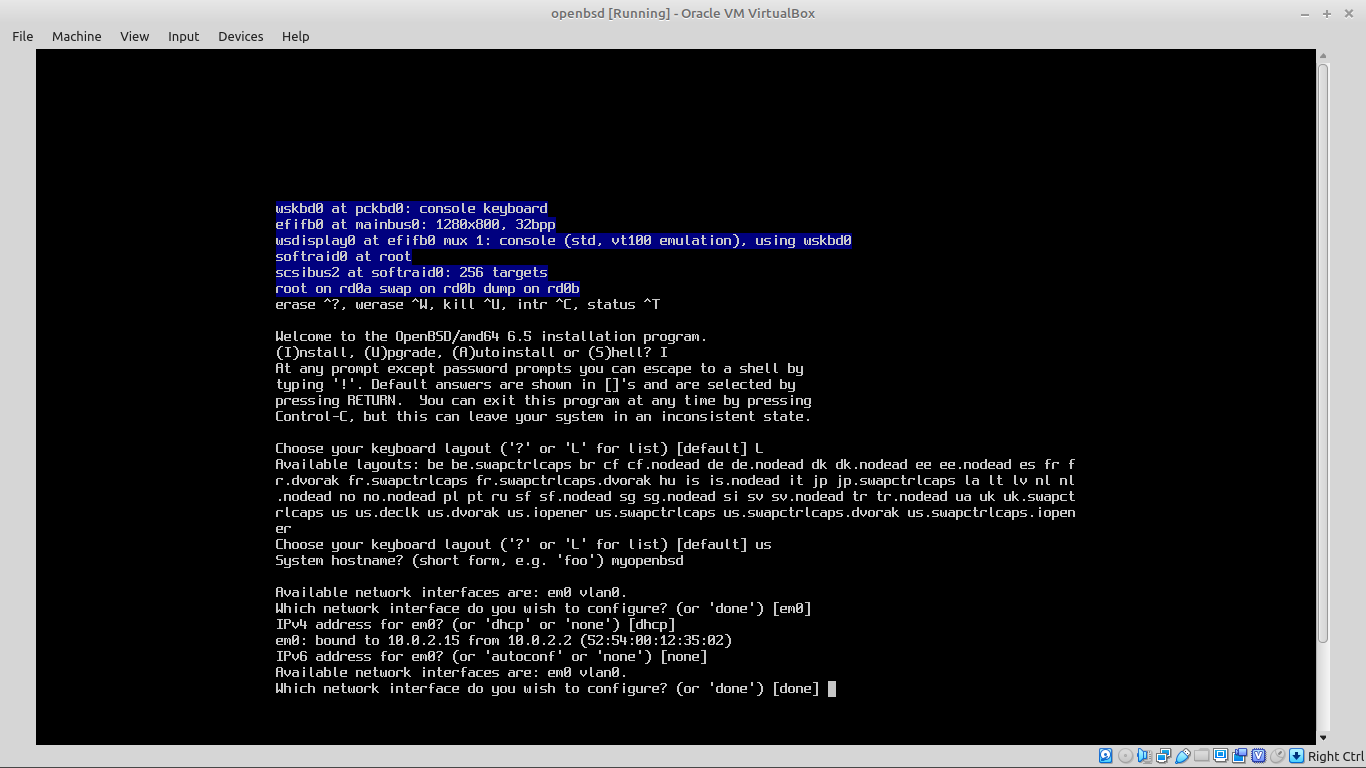 openbsd [Running] - Oracle VM VirtualBox
File Machine View Input Devices Help
wskbd0 at pckbd0: console keyboard
efifb0 at mainbus0: 1280x800, 32bpp
wsdisplay0 at efifb0 mux 1: console (std, vt100 emulation), using wskbd0
softraid0 at root
scsibus2 at softraid0: 256 targets
root on rd0a swap on rd0b dump on rd0b
erase ^?, werase ^W, kill ^U, intr ^C, status ^T
Welcome to the OpenBSD/amd64 6.5 installation program.
(I)nstall, (U)pgrade, (A)utoinstall or (S)hell? I
At any prompt except password prompts you can escape to a shell by
typing '!'. Default answers are shown in []'s and are selected by
pressing RETURN.  You can exit this program at any time by pressing
Control-C, but this can leave your system in an inconsistent state.
Choose your keyboard layout ('?' or 'L' for list) [default] L
Available layouts: be be.swapctrlcaps br cf cf.nodead de de.nodead dk dk.nodead ee ee.nodead es fr f
r.dvorak fr.swapctrlcaps fr.swapctrlcaps.dvorak hu is is.nodead it jp jp.swapctrlcaps la lt lv nl nl
.nodead no no.nodead pl pt ru sf sf.nodead sg sg.nodead si sv sv.nodead tr tr.nodead ua uk uk.swapct
rlcaps us us.declk us.dvorak us.iopener us.swapctrlcaps us.swapctrlcaps.dvorak us.swapctrlcaps.iopen
er
Choose your keyboard layout ('?' or 'L' for list) [default] us
System hostname? (short form, e.g. 'foo') myopenbsd
Available network interfaces are: em0 vlan0.
Which network interface do you wish to configure? (or 'done') [em0]
IPv4 address for em0? (or 'dhcp' or 'none') [dhcp]
em0: bound to 10.0.2.15 from 10.0.2.2 (52:54:00:12:35:02)
IPv6 address for em0? (or 'autoconf' or 'none') [none]
Available network interfaces are: em0 vlan0.
Which network interface do you wish to configure? (or 'done') [done]
Right Ctrl